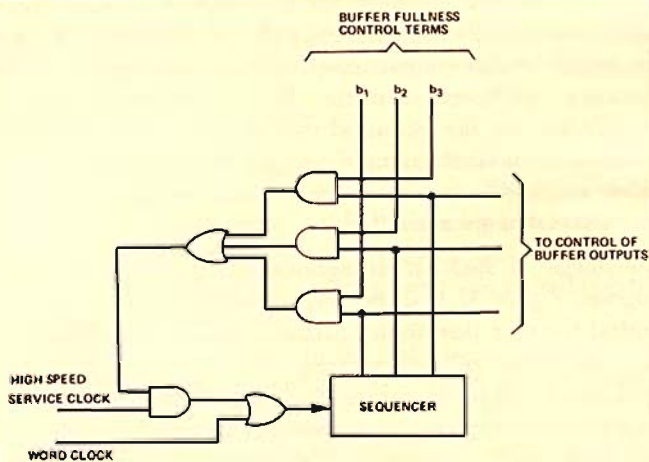 BUFFER FULLNESS
CONTROL TERMS
b1 b2 b3
TO CONTROL OF
BUFFER OUTPUTS
HIGH SPEED
SERVICE CLOCK
SEQUENCER
WORD CLOCK